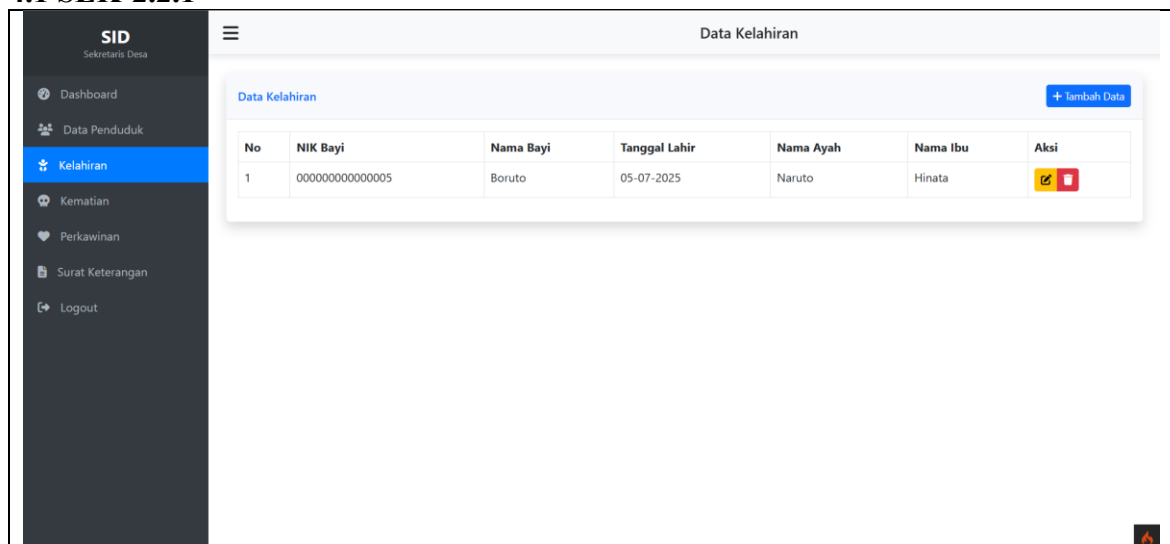 SID
Sekretaris Desa
Dashboard
Data Penduduk
Kelahiran
Kematian
Perkawinan
Surat Keterangan
Logout
Data Kelahiran
Data Kelahiran
+ Tambah Data
No NIK Bayi Nama Bayi Tanggal Lahir Nama Ayah Nama Ibu Aksi
1 000000000000005 Boruto 05-07-2025 Naruto Hinata